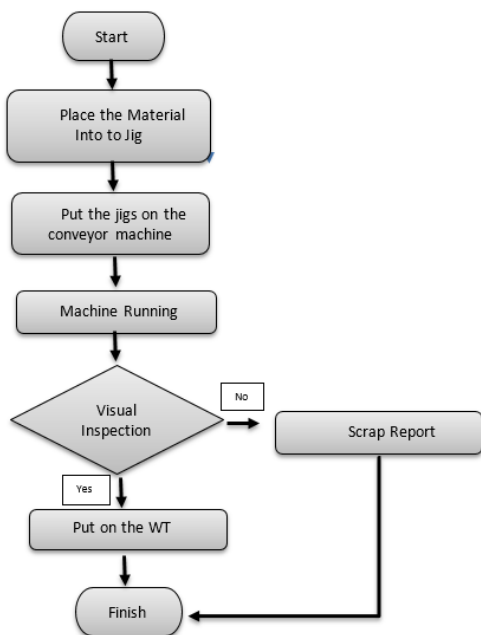 Start
Place the Material
Into to Jig
Put the jigs on the
conveyor machine
Machine Running
Visual
Inspection
No
Scrap Report
Yes
Put on the WT
Finish